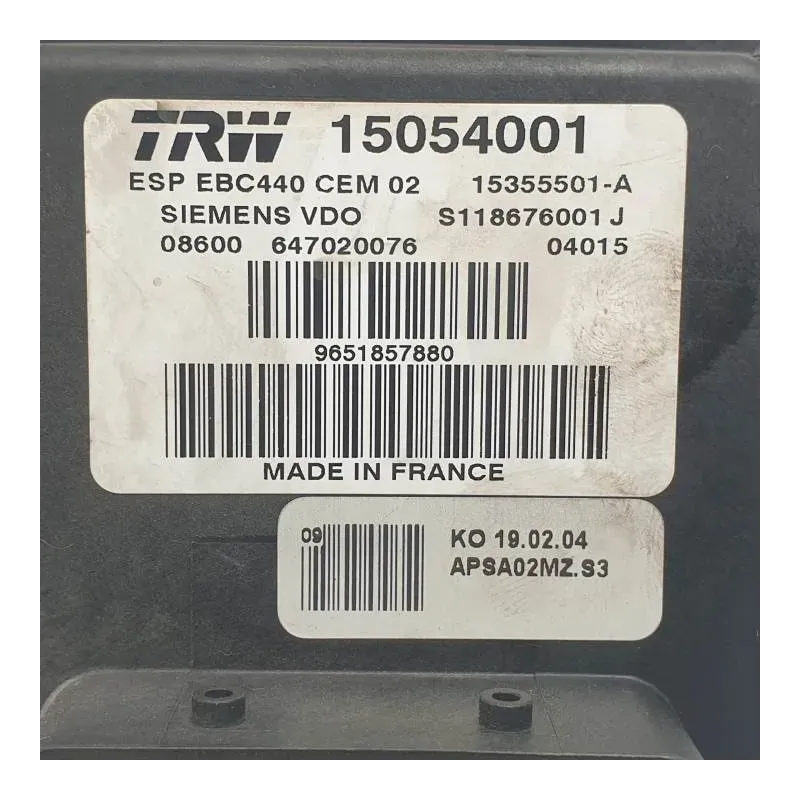 TRW 15054001
ESP EBC440 CEM 02 15355501-A
SIEMENS VDO S118676001J
08600 647020076 04015
9651857880
MADE IN FRANCE
09 KO 19.02.04
APSA02MZ.S3